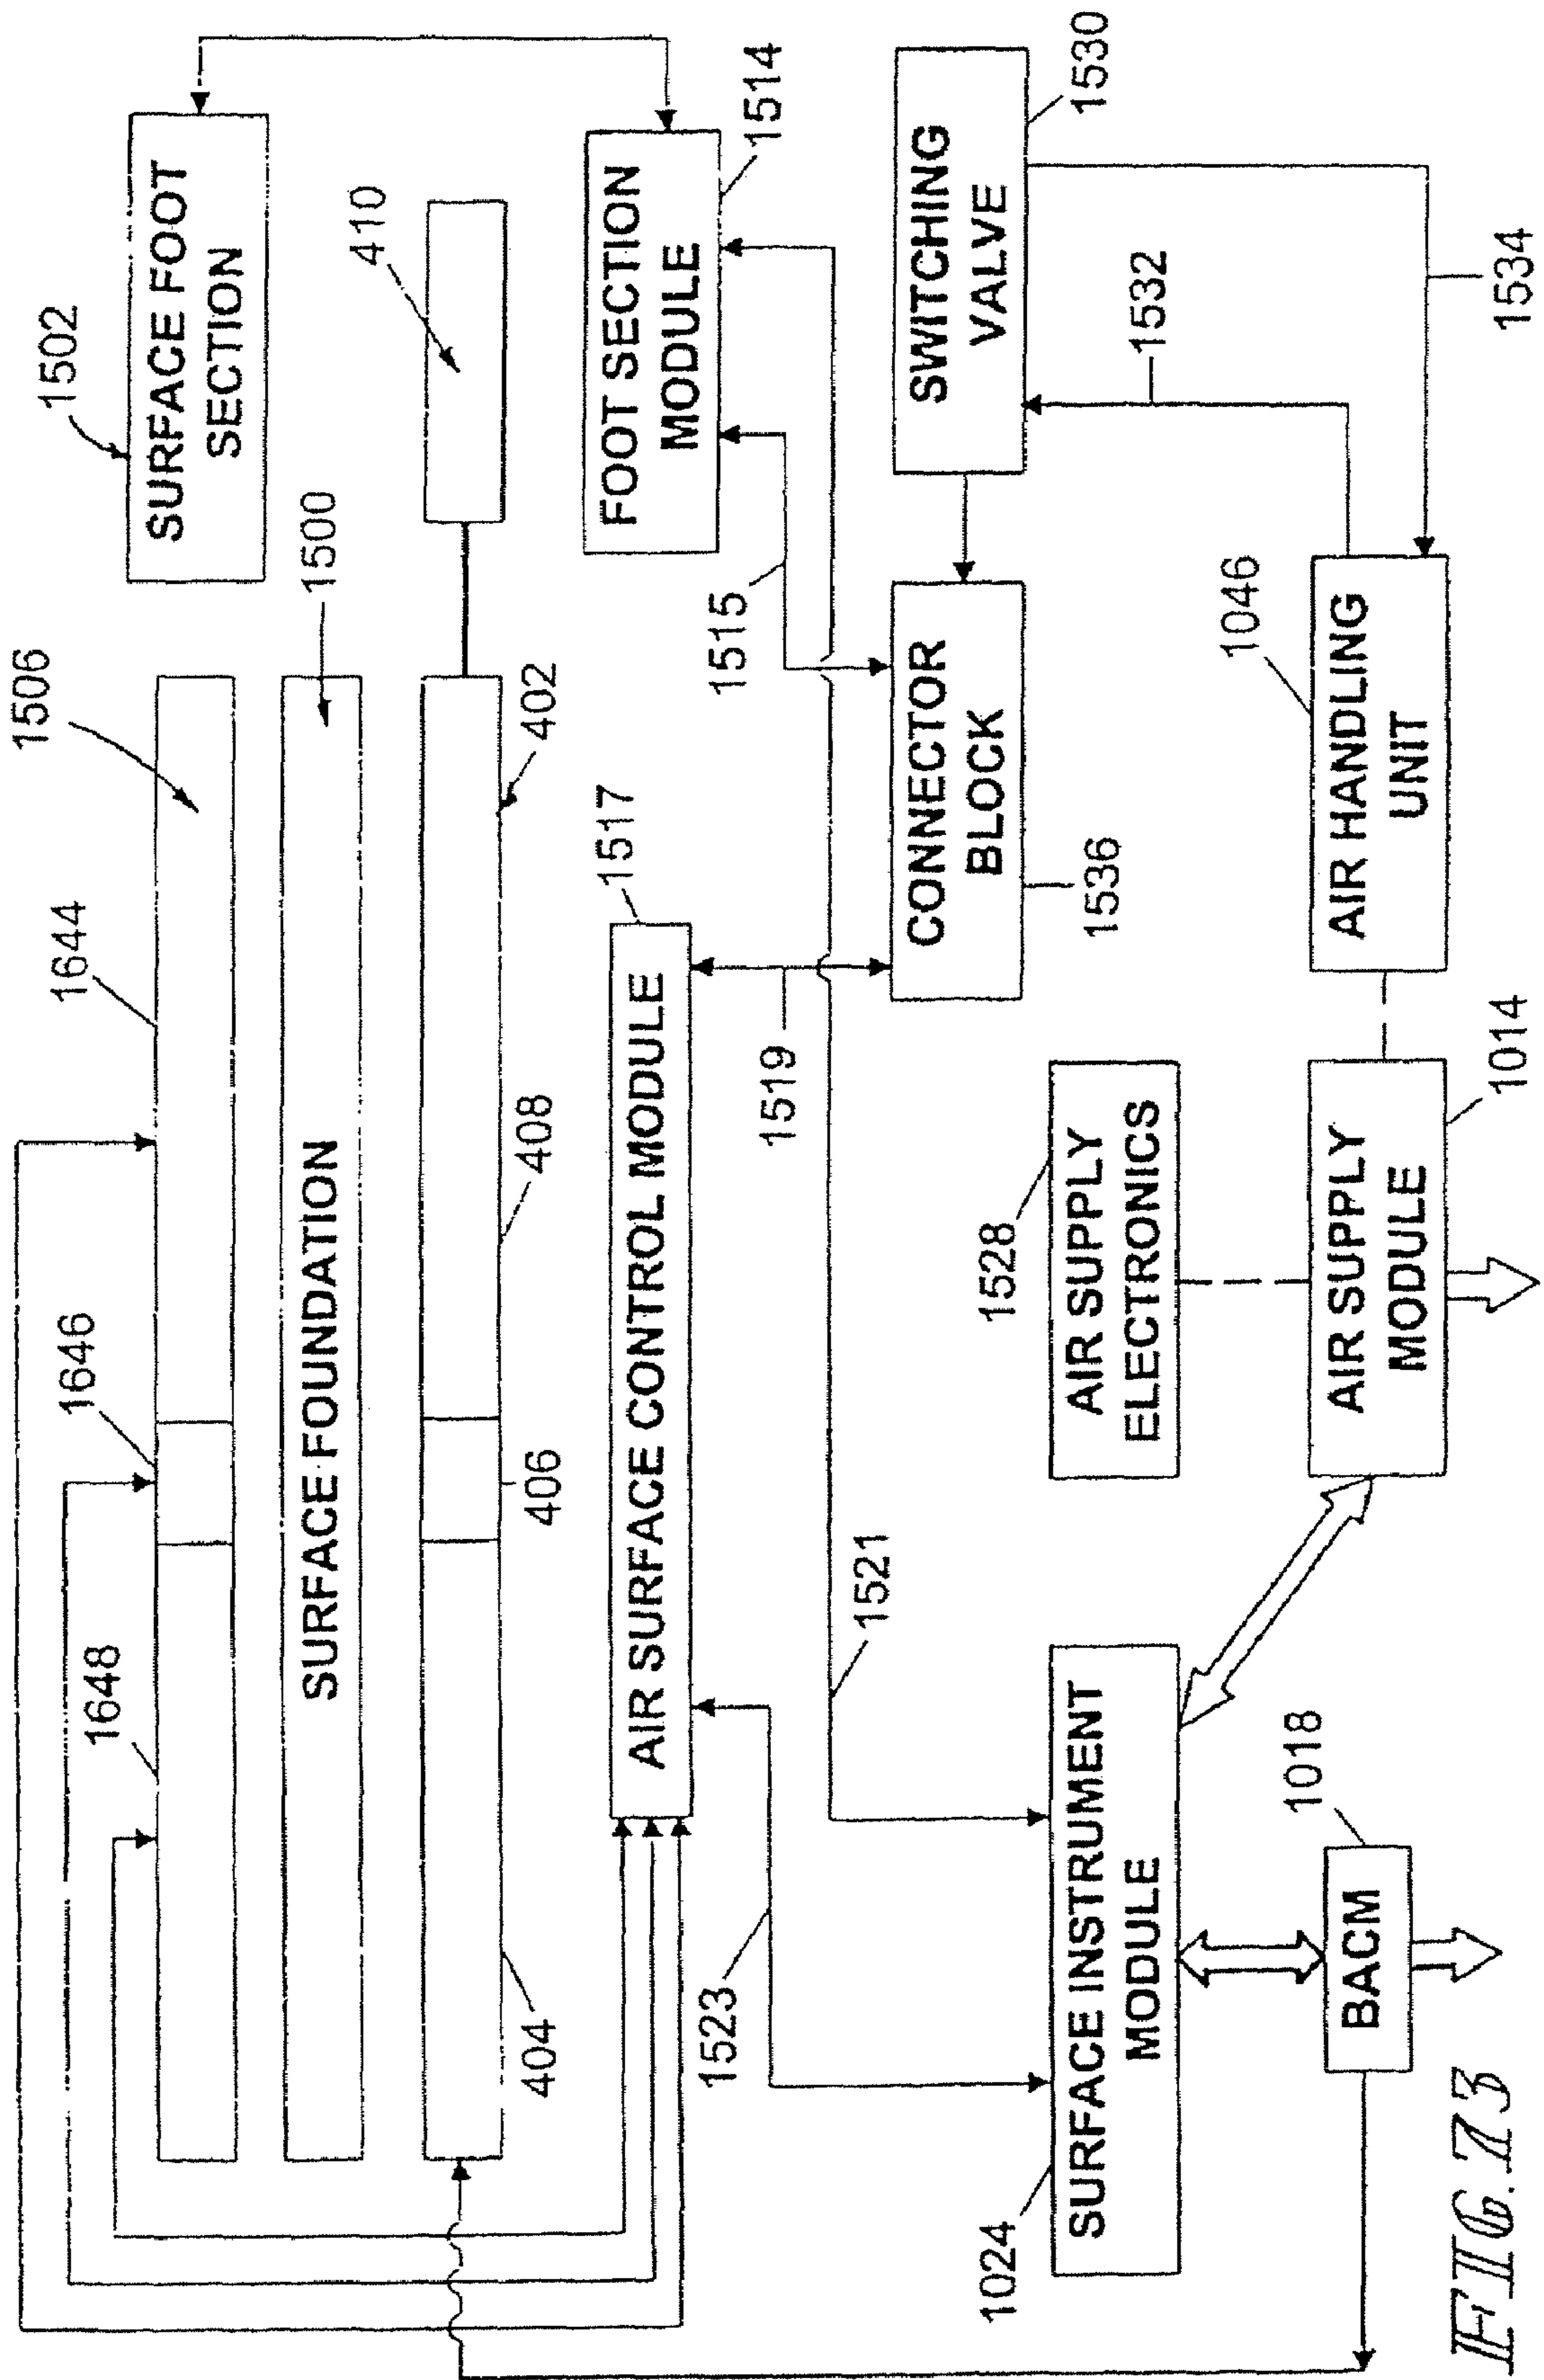 1506
1644
1646
1648
1502
SURFACE FOOT
SECTION
1500
SURFACE FOUNDATION
410
402
408
406
404
1517
AIR SURFACE CONTROL MODULE
FOOT SECTION
MODULE
1514
1515
1519
1521
1523
SWITCHING
VALVE
1530
1532
1534
CONNECTOR
BLOCK
1536
1046
AIR HANDLING
UNIT
1528
AIR SUPPLY
ELECTRONICS
AIR SUPPLY
MODULE
1014
1024
SURFACE INSTRUMENT
MODULE
1018
BACM
FIG. 73